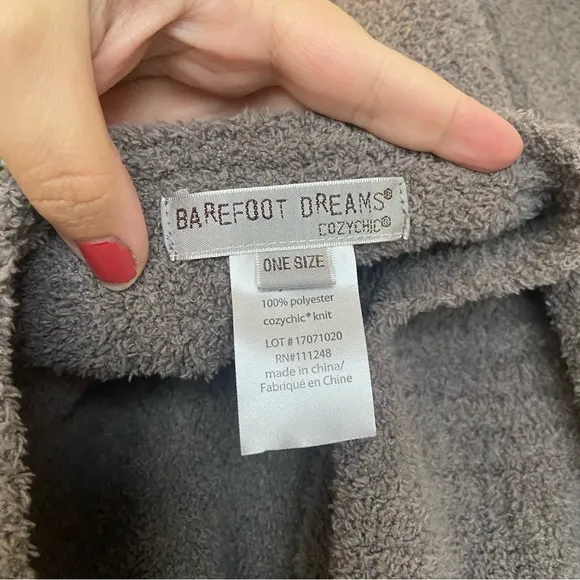 BAREFOOT DREAMS®
COZYCHIC®
ONE SIZE
100% polyester
cozychic® knit
LOT # 17071020
RN#111248
made in china/
Fabriqué en Chine